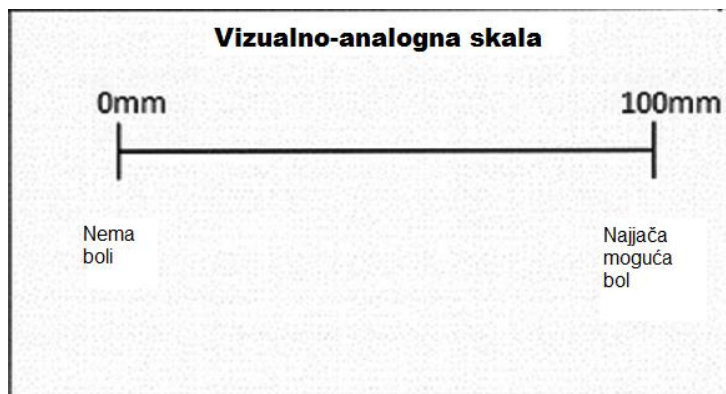 Vizualno-analogna skala
0mm 100mm
Nema
boli
Najjača
moguća
bol